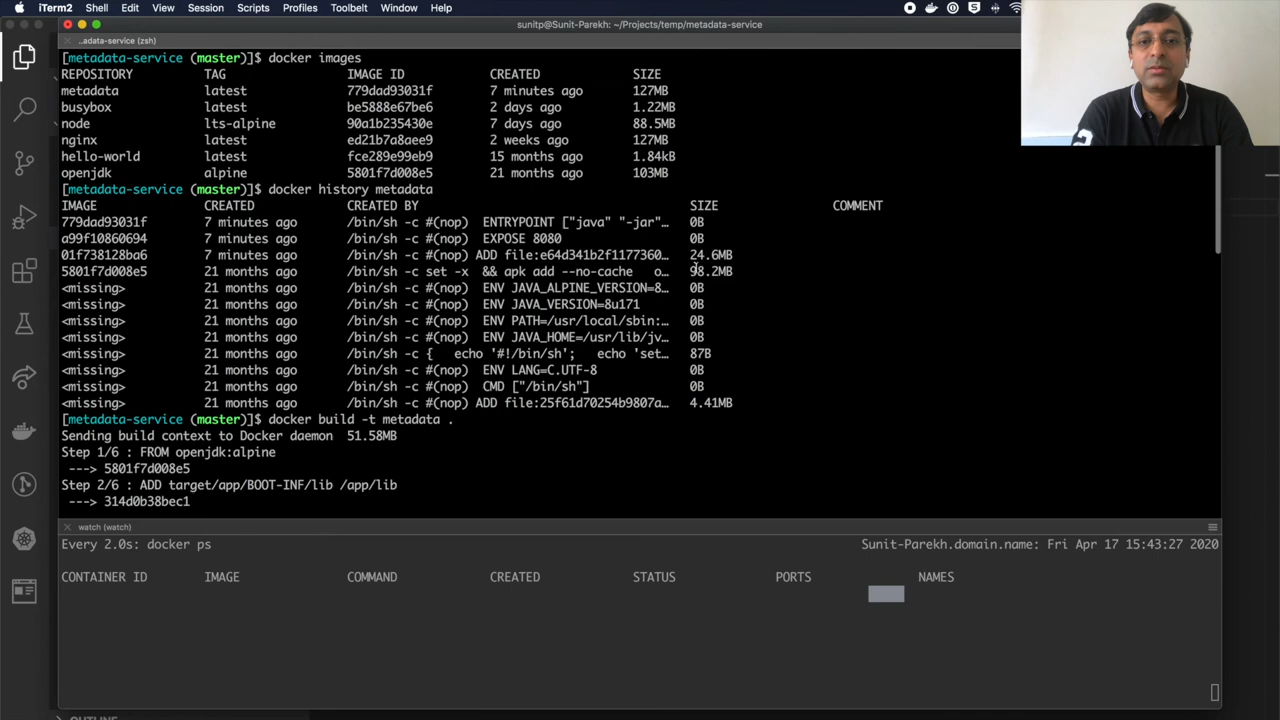 iTerm2 Shell Edit View Session Scripts Profiles Toolbelt Window Help
sunitp@Sunit-Parekh: ~/Projects/temp/metadata-service
..adata-service (zsh)
[metadata-service (master)]$ docker images
REPOSITORY TAG IMAGE ID CREATED SIZE
metadata latest 779dad93031f 7 minutes ago 127MB
busybox latest be5888e67be6 2 days ago 1.22MB
node lts-alpine 90a1b235430e 7 days ago 88.5MB
nginx latest ed21b7a8aee9 2 weeks ago 127MB
hello-world latest fce289e99eb9 15 months ago 1.84kB
openjdk alpine 5801f7d008e5 21 months ago 103MB
[metadata-service (master)]$ docker history metadata
IMAGE CREATED CREATED BY SIZE COMMENT
779dad93031f 7 minutes ago /bin/sh -c #(nop) ENTRYPOINT ["java" "-jar"… 0B
a99f10860694 7 minutes ago /bin/sh -c #(nop) EXPOSE 8080 0B
01f738128ba6 7 minutes ago /bin/sh -c #(nop) ADD file:e64d341b2f1177360… 24.6MB
5801f7d008e5 21 months ago /bin/sh -c set -x && apk add --no-cache o… 98.2MB
<missing> 21 months ago /bin/sh -c #(nop) ENV JAVA_ALPINE_VERSION=8… 0B
<missing> 21 months ago /bin/sh -c #(nop) ENV JAVA_VERSION=8u171 0B
<missing> 21 months ago /bin/sh -c #(nop) ENV PATH=/usr/local/sbin:… 0B
<missing> 21 months ago /bin/sh -c #(nop) ENV JAVA_HOME=/usr/lib/jv… 0B
<missing> 21 months ago /bin/sh -c { echo '#!/bin/sh'; echo 'set… 87B
<missing> 21 months ago /bin/sh -c #(nop) ENV LANG=C.UTF-8 0B
<missing> 21 months ago /bin/sh -c #(nop) CMD ["/bin/sh"] 0B
<missing> 21 months ago /bin/sh -c #(nop) ADD file:25f61d70254b9807a… 4.41MB
[metadata-service (master)]$ docker build -t metadata .
Sending build context to Docker daemon 51.58MB
Step 1/6 : FROM openjdk:alpine
---> 5801f7d008e5
Step 2/6 : ADD target/app/BOOT-INF/lib /app/lib
---> 314d0b38bec1
watch (watch)
Every 2.0s: docker ps Sunit-Parekh.domain.name: Fri Apr 17 15:43:27 2020
CONTAINER ID IMAGE COMMAND CREATED STATUS PORTS NAMES
OUTLINE